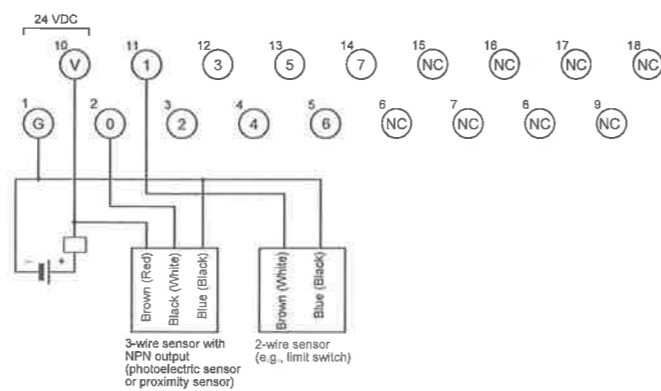 24 VDC
10 11 12 13 14 15 16 17 18
V 1 3 5 7 NC NC NC NC
1 2 3 4 5 6 7 8 9
G 0 2 4 6 NC NC NC NC
− +
Brown (Red)
Black (White)
Blue (Black)
Brown (White)
Blue (Black)
3-wire sensor with
NPN output
(photoelectric sensor
or proximity sensor)
2-wire sensor
(e.g., limit switch)